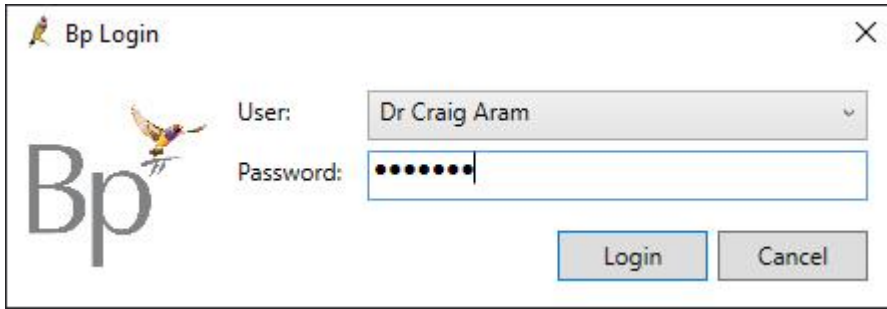 Bp Login
User: Dr Craig Aram
Bp
Password: •••••••
Login Cancel